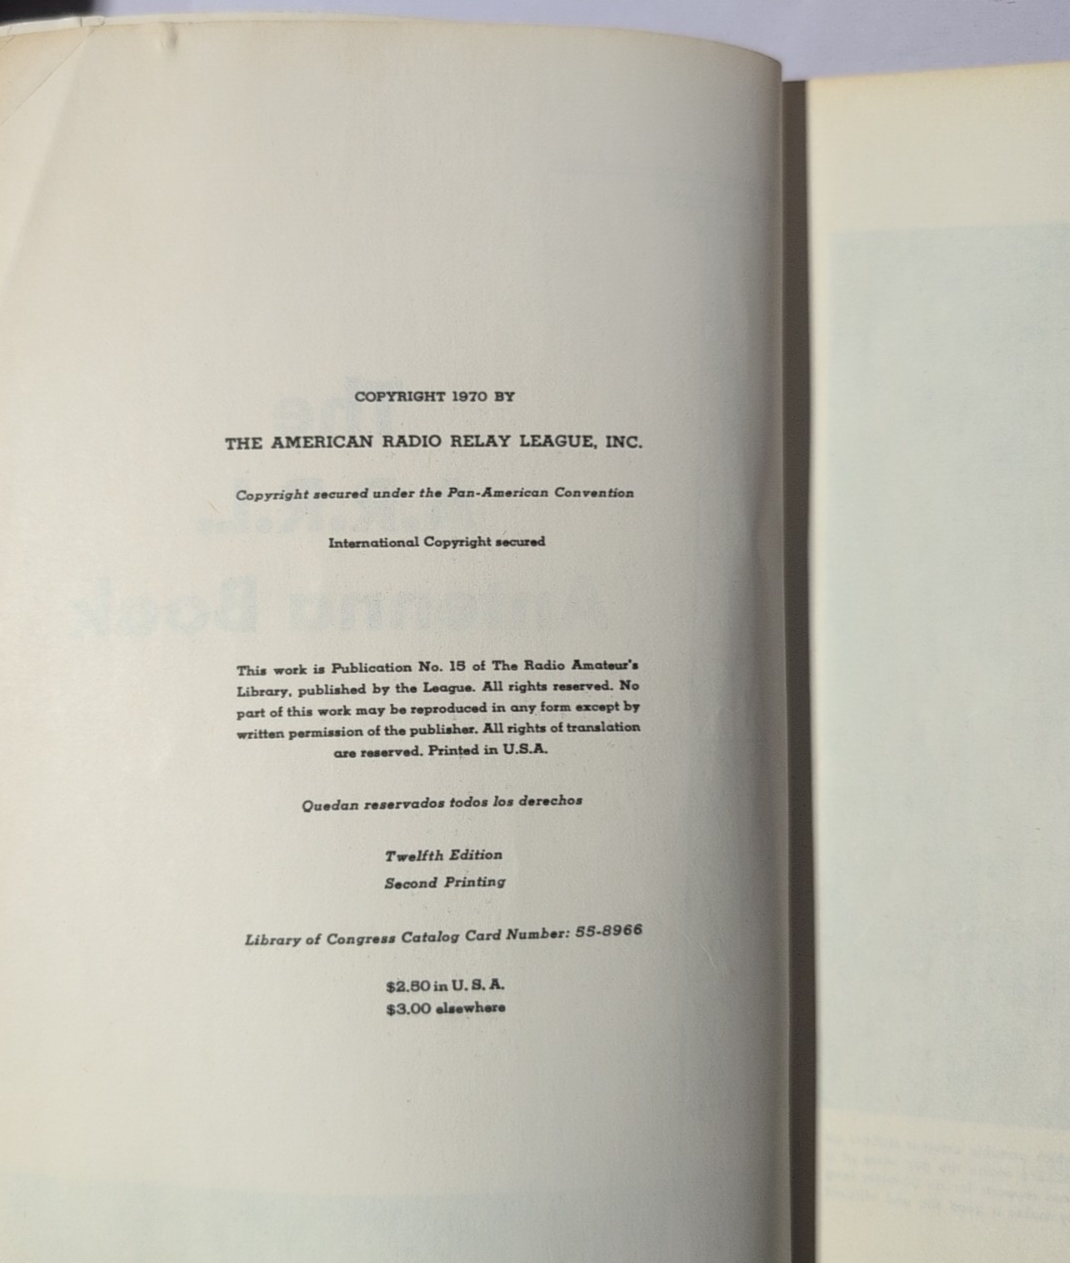 COPYRIGHT 1970 BY
THE AMERICAN RADIO RELAY LEAGUE, INC.
Copyright secured under the Pan-American Convention
International Copyright secured
This work is Publication No. 15 of The Radio Amateur's
Library, published by the League. All rights reserved. No
part of this work may be reproduced in any form except by
written permission of the publisher. All rights of translation
are reserved. Printed in U.S.A.
Quedan reservados todos los derechos
Twelfth Edition
Second Printing
Library of Congress Catalog Card Number: 55-8966
$2.50 in U. S. A.
$3.00 elsewhere